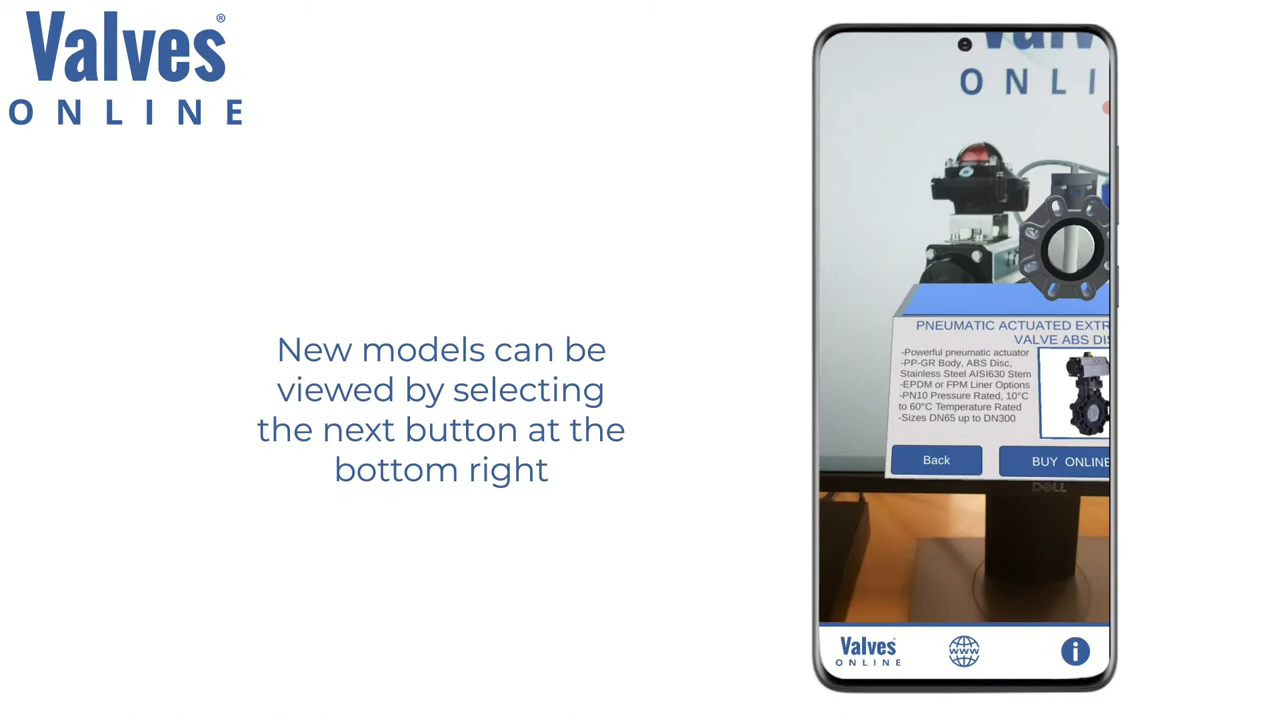 Valves®
ONLINE
New models can be
viewed by selecting
the next button at the
bottom right
ONLI
PNEUMATIC ACTUATED EXTR
VALVE ABS DIS
-Powerful pneumatic actuator
-PP-GR Body, ABS Disc,
Stainless Steel AISI630 Stem
-EPDM or FPM Liner Options
-PN10 Pressure Rated, 10°C
to 60°C Temperature Rated
-Sizes DN65 up to DN300
Back
BUY ONLINE
DELL
Valves
ONLINE
WWW
i